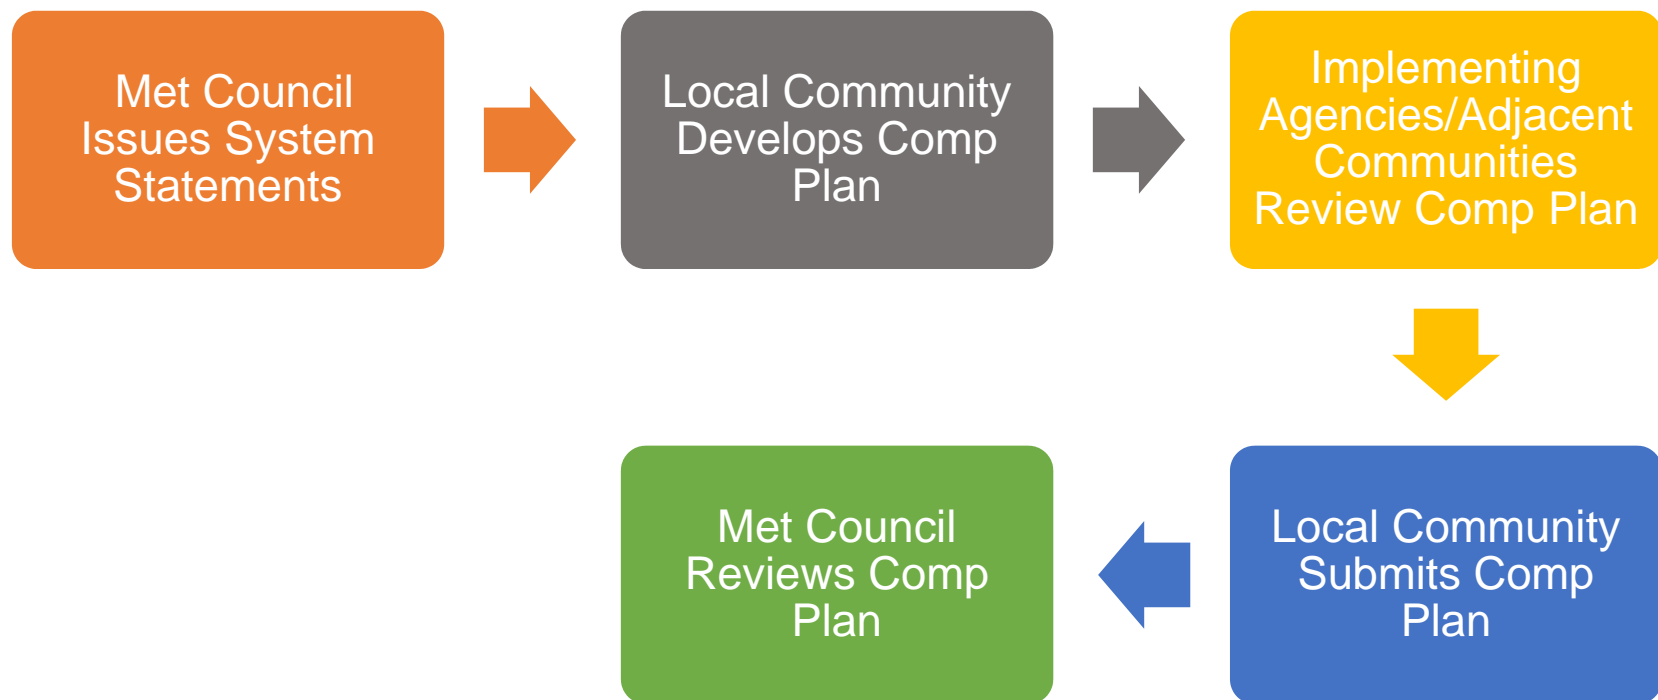 Met Council
Issues System
Statements
Local Community
Develops Comp
Plan
Implementing
Agencies/Adjacent
Communities
Review Comp Plan
Local Community
Submits Comp
Plan
Met Council
Reviews Comp
Plan